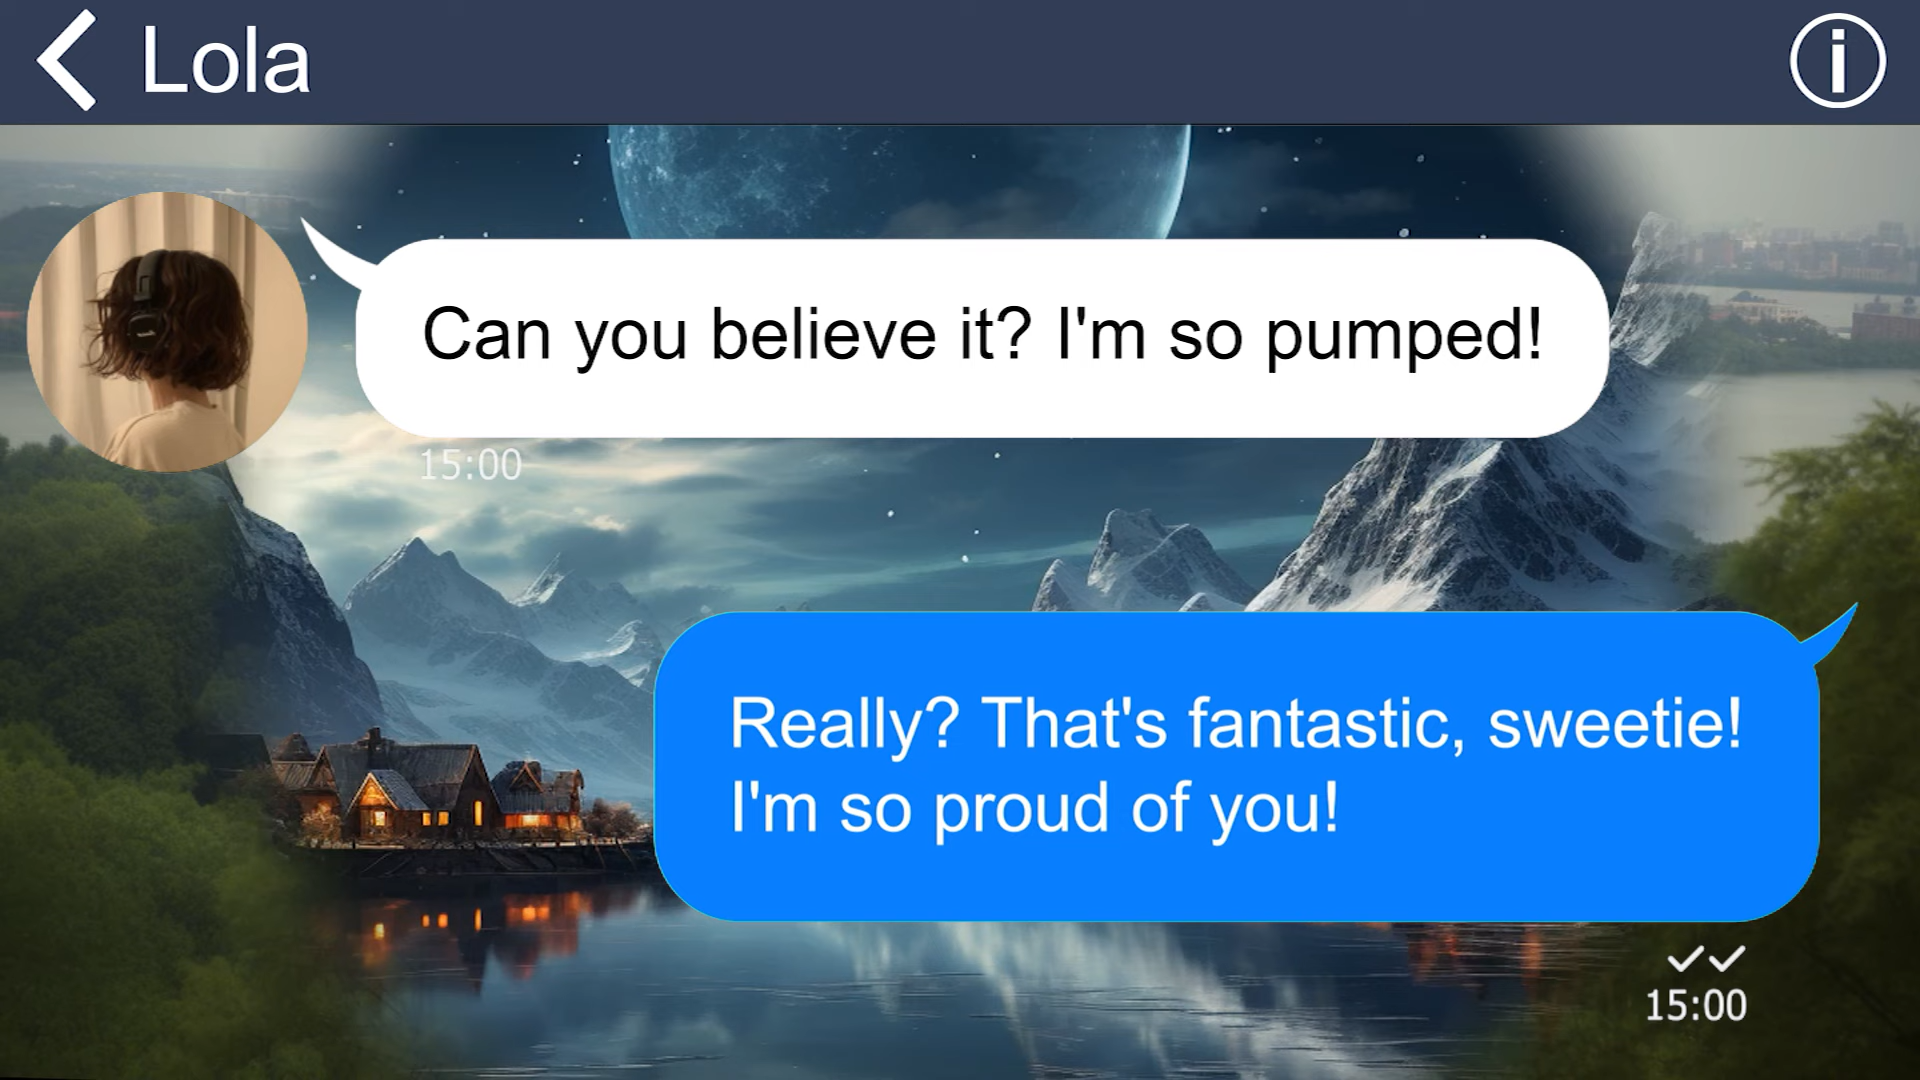 Lola
Can you believe it? I'm so pumped!
15:00
Really? That's fantastic, sweetie!
I'm so proud of you!
15:00